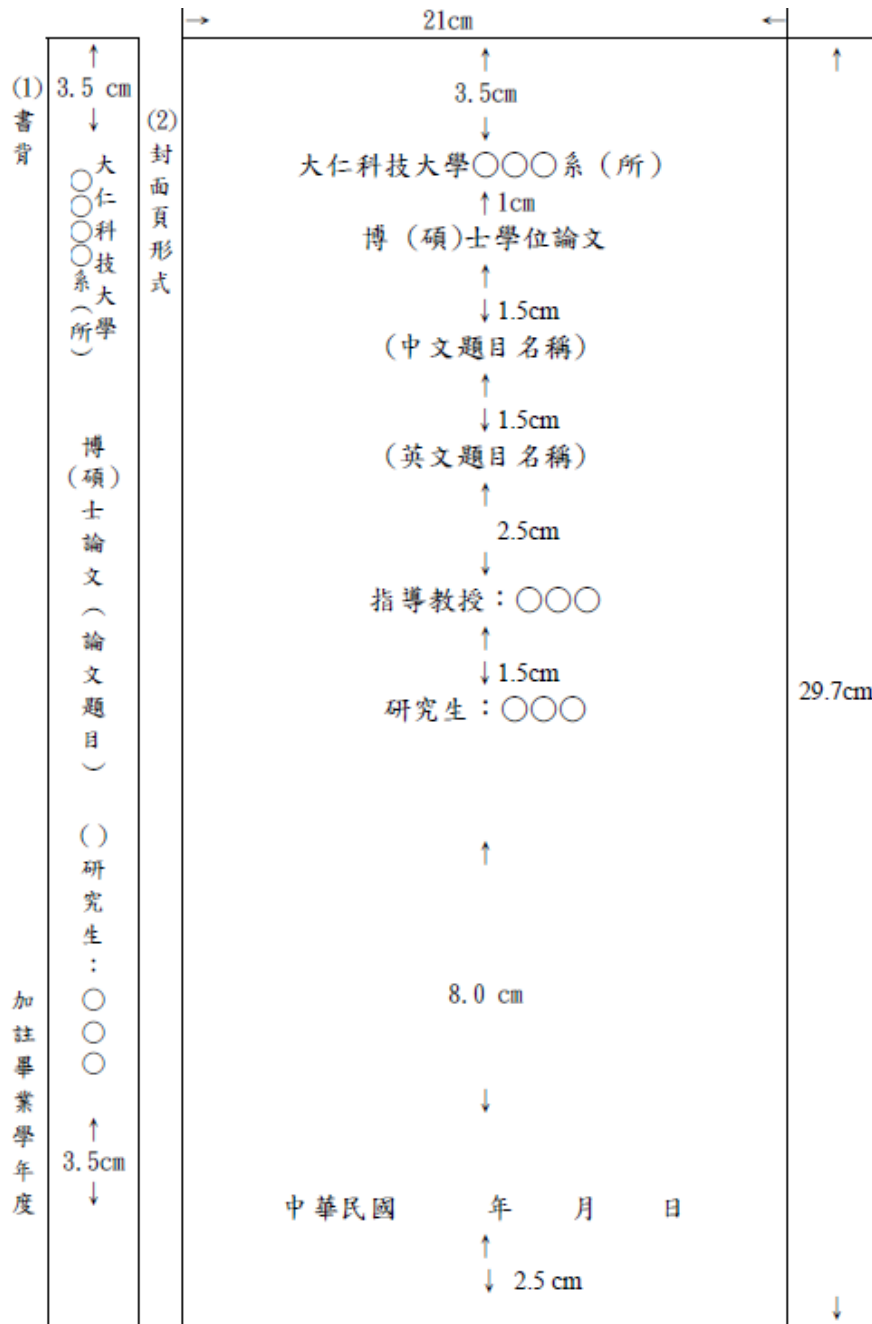 (1)書背
3.5 cm
大仁科技大學
○○○○系(所)
博(碩)士論文(論文題目)
( )研究生:○○○
3.5cm
加註畢業學年度
(2)封面頁形式
21cm
3.5cm
大仁科技大學○○○系(所)
1cm
博(碩)士學位論文
1.5cm
(中文題目名稱)
1.5cm
(英文題目名稱)
2.5cm
指導教授:○○○
1.5cm
研究生:○○○
8.0 cm
中華民國 年 月 日
2.5 cm
29.7cm